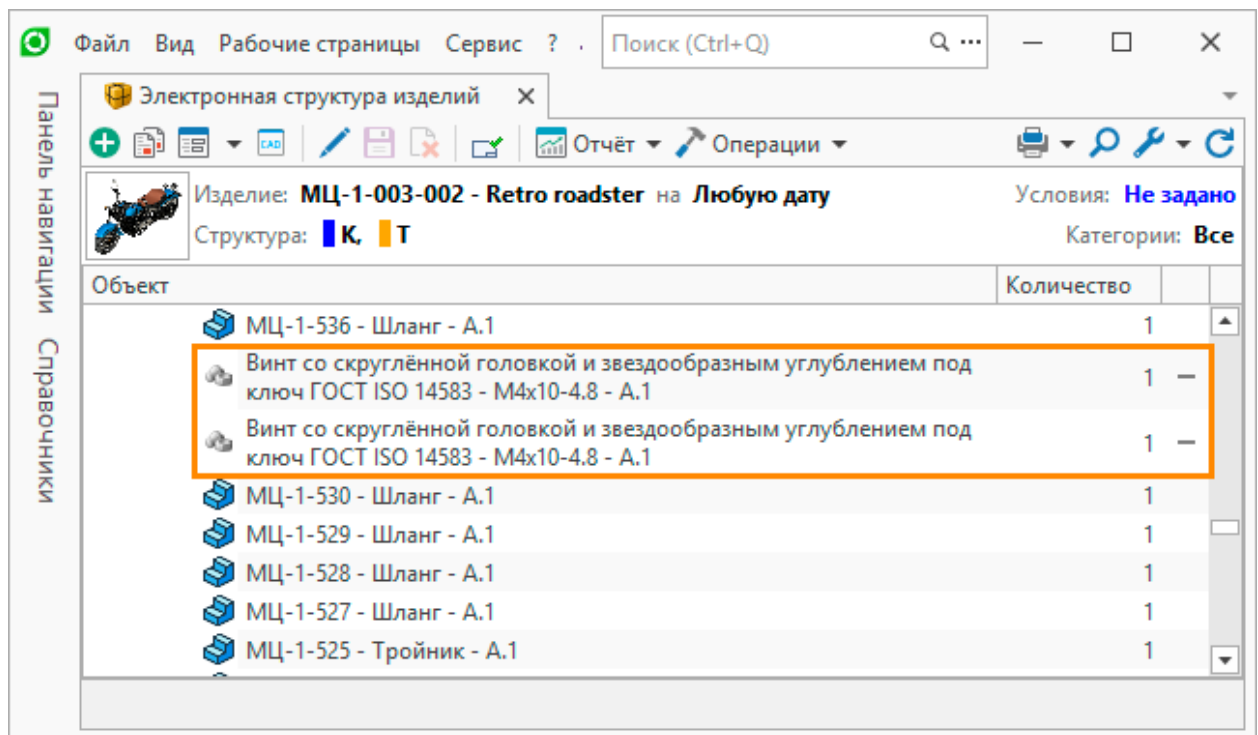 Файл Вид Рабочие страницы Сервис ? . Поиск (Ctrl+Q)
Панель навигации
Справочники
Электронная структура изделий
CAD
Отчёт
Операции
Изделие: МЦ-1-003-002 - Retro roadster на Любую дату
Условия: Не задано
Структура: К, Т
Категории: Все
Объект
Количество
МЦ-1-536 - Шланг - А.1 1
Винт со скруглённой головкой и звездообразным углублением под
ключ ГОСТ ISO 14583 - M4x10-4.8 - А.1 1
Винт со скруглённой головкой и звездообразным углублением под
ключ ГОСТ ISO 14583 - M4x10-4.8 - А.1 1
МЦ-1-530 - Шланг - А.1 1
МЦ-1-529 - Шланг - А.1 1
МЦ-1-528 - Шланг - А.1 1
МЦ-1-527 - Шланг - А.1 1
МЦ-1-525 - Тройник - А.1 1